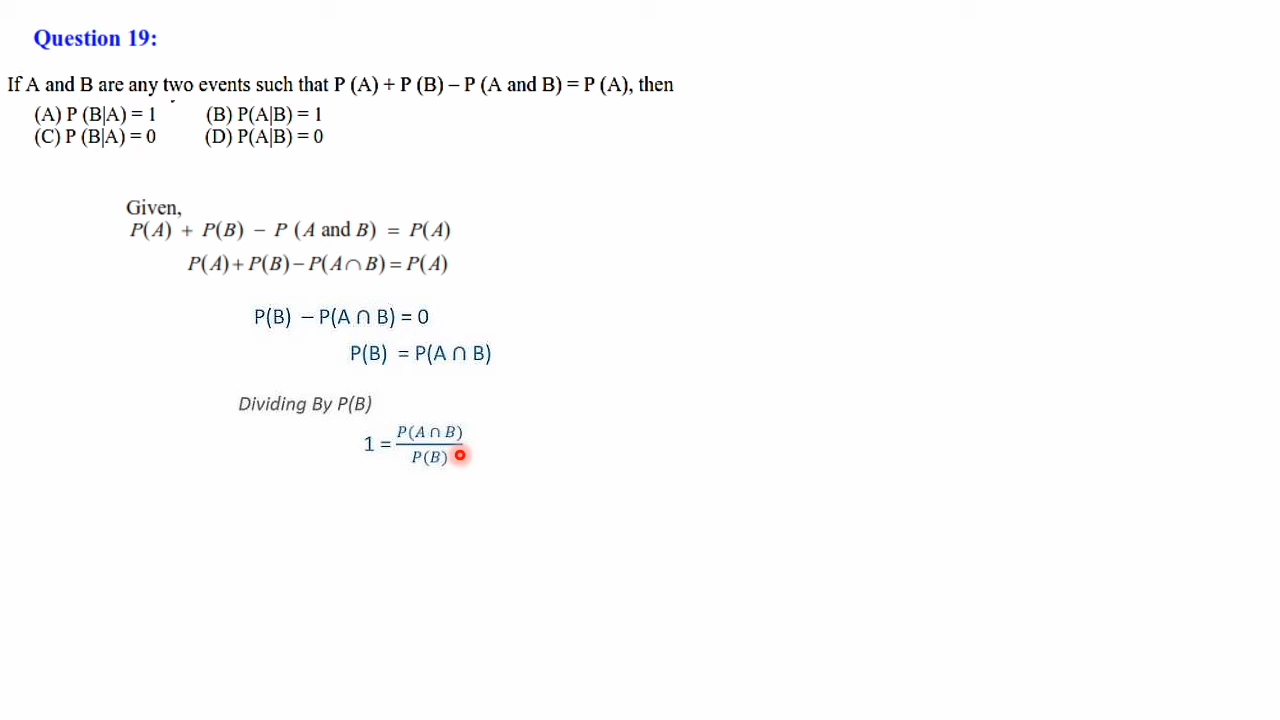 Question 19:
If A and B are any two events such that P (A) + P (B) – P (A and B) = P (A), then
(A) P (B|A) = 1 (B) P(A|B) = 1
(C) P (B|A) = 0 (D) P(A|B) = 0
Given,
P(A) + P(B) − P (A and B) = P(A)
P(A)+P(B)−P(A∩B)=P(A)
P(B) – P(A ∩ B) = 0
P(B) = P(A ∩ B)
Dividing By P(B)
1 = P(A ∩ B)
P(B)